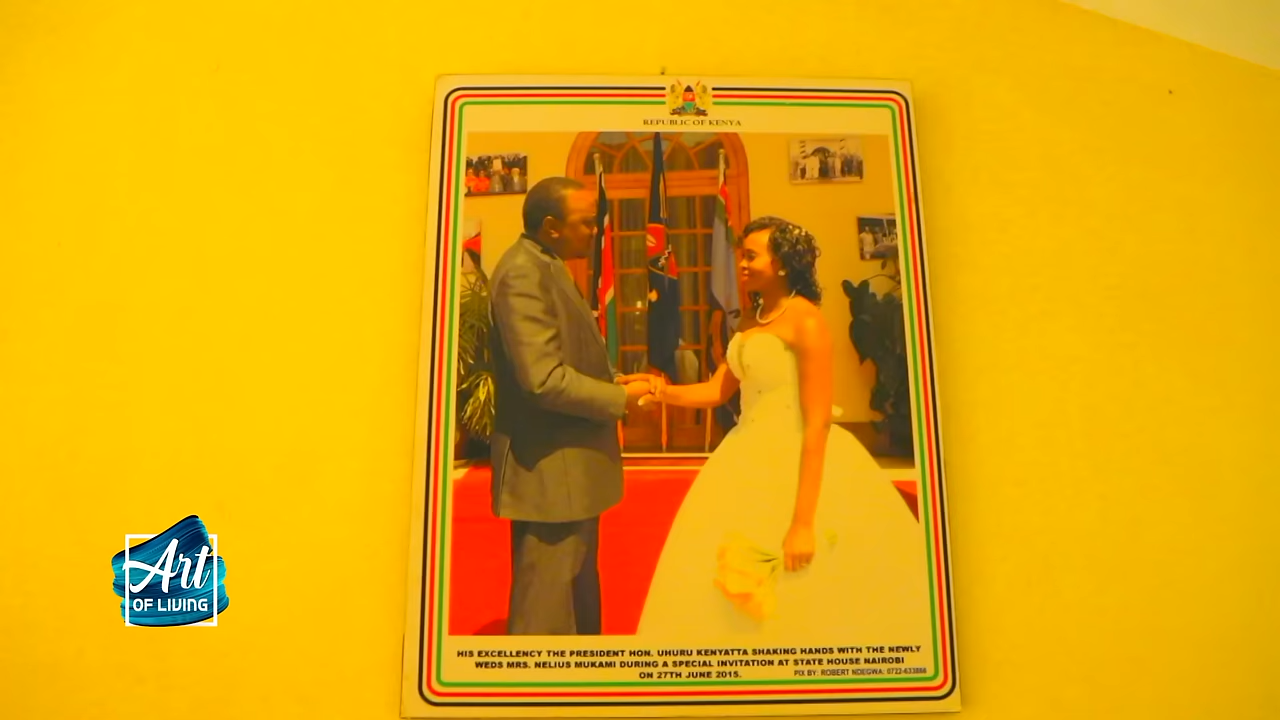 REPUBLIC OF KENYA
HIS EXCELLENCY THE PRESIDENT HON. UHURU KENYATTA SHAKING HANDS WITH THE NEWLY
WEDS MRS. NELIUS MUKAMI DURING A SPECIAL INVITATION AT STATE HOUSE NAIROBI
ON 27TH JUNE 2015.
PIX BY: ROBERT NDEGWA: 0722-633866
Art
OF LIVING